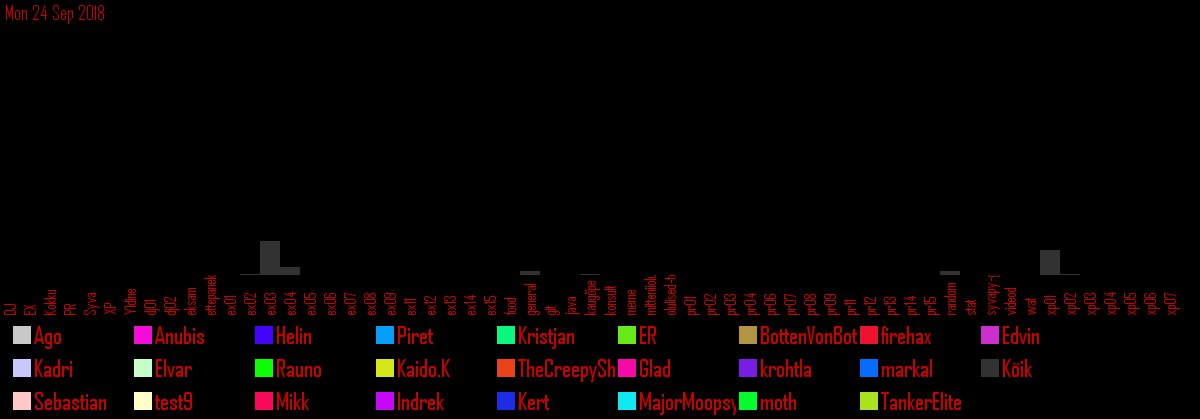 Mon 24 Sep 2018
DJ EX Kokku PR Syva XP Yldine dj01 dj02 eksam ettepanek ex01 ex02 ex03 ex04 ex05 ex06 ex07 ex08 ex09 ex11 ex12 ex13 ex14 ex15 food general git java kaugõpe konsult meme mitteriiduk olulised-h pr01 pr02 pr03 pr04 pr06 pr07 pr08 pr09 pr11 pr12 pr13 pr14 pr15 random stat syvapy-t videod wat xp01 xp02 xp03 xp04 xp05 xp06 xp07
Ago Anubis Helin Piret Kristjan ER BottenVonBot firehax Edvin
Kadri Elvar Rauno Kaido.K TheCreepySh Glad krohtla markal Kõik
Sebastian test9 Mikk Indrek Kert MajorMoopsy moth TankerElite